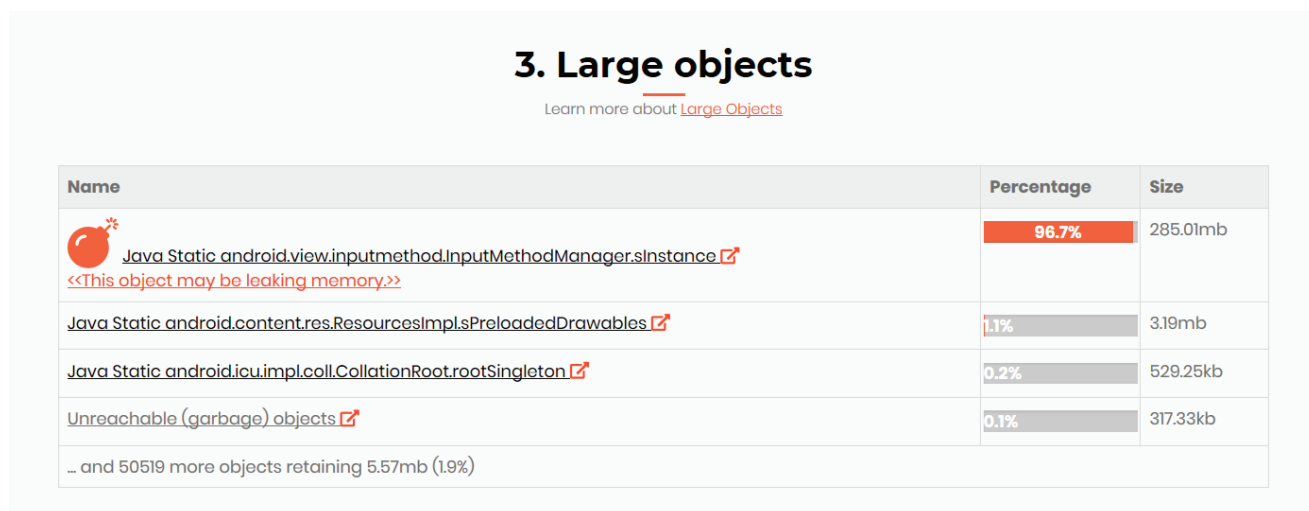 3. Large objects
Learn more about Large Objects
Name Percentage Size
Java Static android.view.inputmethod.InputMethodManager.sInstance 96.7% 285.01mb
<<This object may be leaking memory.>>
Java Static android.content.res.ResourcesImpl.sPreloadedDrawables 1.1% 3.19mb
Java Static android.icu.impl.coll.CollationRoot.rootSingleton 0.2% 529.25kb
Unreachable (garbage) objects 0.1% 317.33kb
... and 50519 more objects retaining 5.57mb (1.9%)